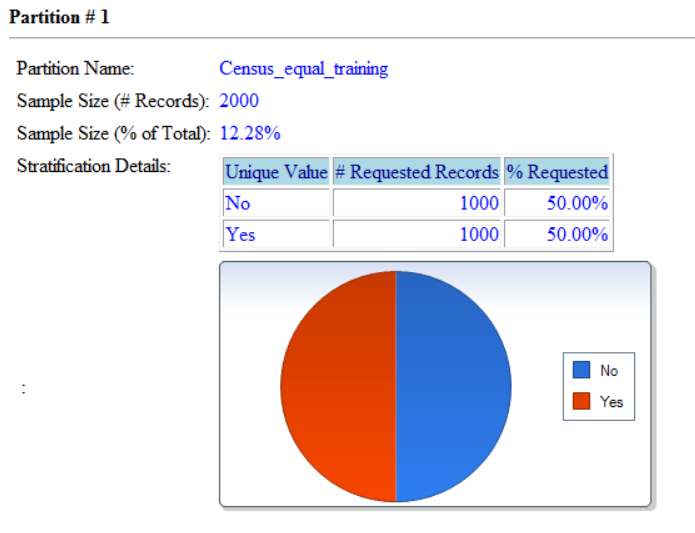 Partition # 1
Partition Name: Census_equal_training
Sample Size (# Records): 2000
Sample Size (% of Total): 12.28%
Stratification Details:
Unique Value # Requested Records % Requested
No 1000 50.00%
Yes 1000 50.00%
No
Yes
: